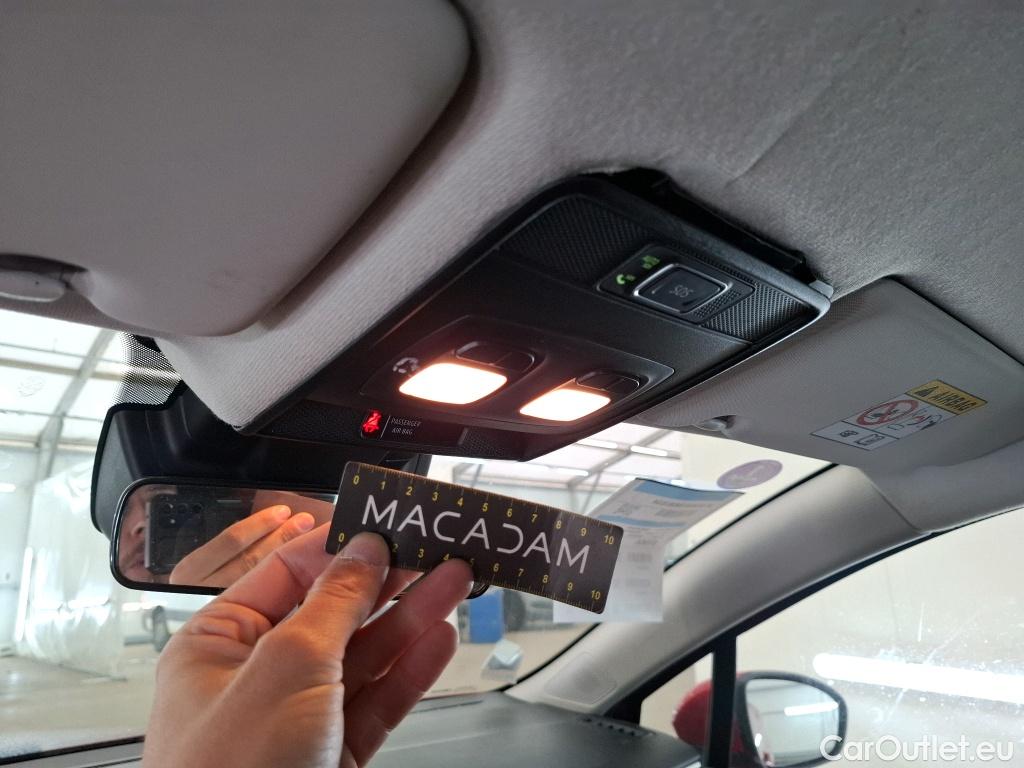 SOS
PASSENGER
AIR BAG
AIRBAG
0 1 2 3 4 5 6 7 8 9 10
MACADAM
0 2 3 4 5 6 7 8 9 10
CarOutlet.eu